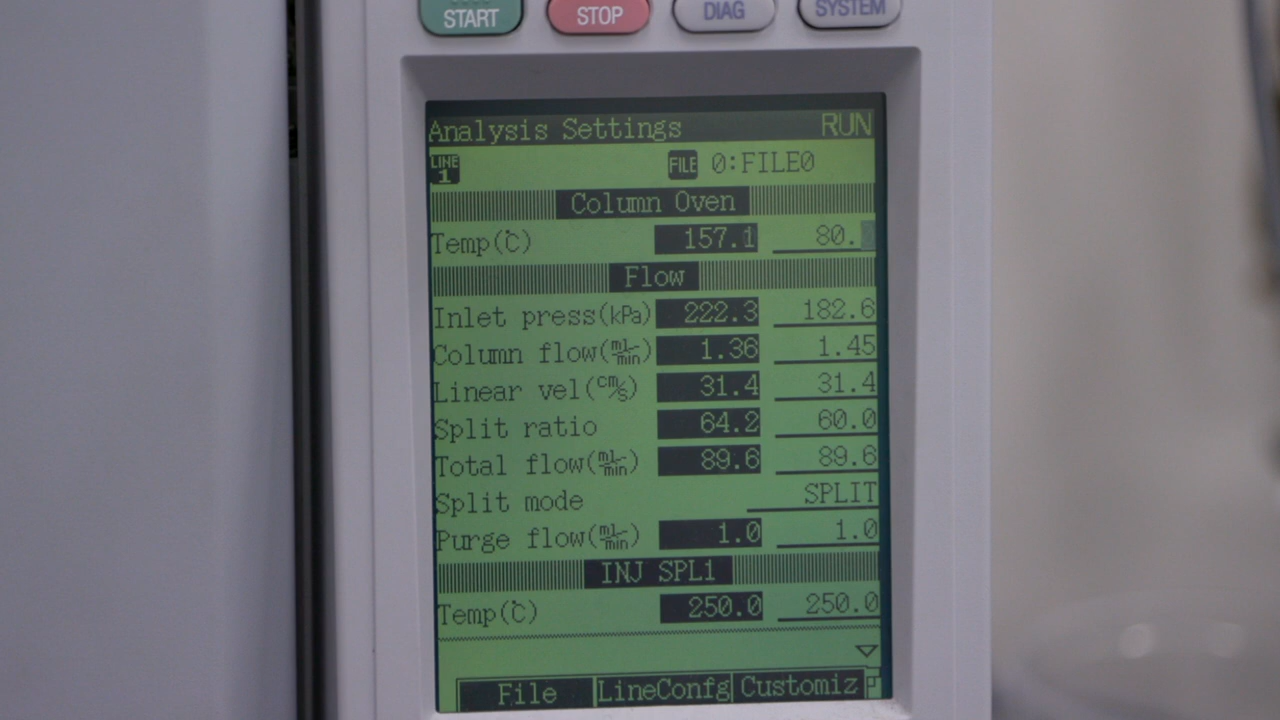 START STOP DIAG SYSTEM
Analysis Settings RUN
LINE 1 FILE 0:FILE0
Column Oven
Temp(℃) 157.1 80.
Flow
Inlet press(kPa) 222.3 182.6
Column flow(ml/min) 1.36 1.45
Linear vel(cm/s) 31.4 31.4
Split ratio 64.2 60.0
Total flow(ml/min) 89.6 89.6
Split mode SPLIT
Purge flow(ml/min) 1.0 1.0
INJ SPL1
Temp(℃) 250.0 250.0
File LineConfg Customiz